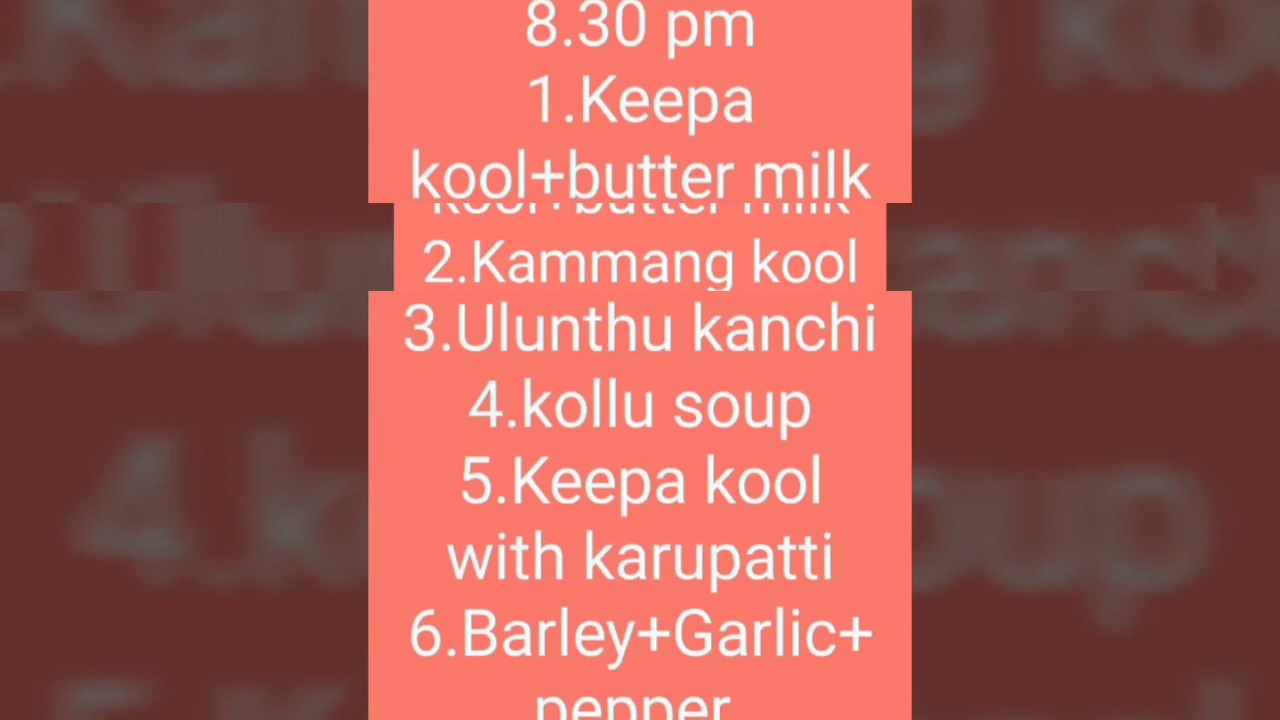 8.30 pm
1.Keepa
kool+butter milk
2.Kammang kool
3.Ulunthu kanchi
4.kollu soup
5.Keepa kool
with karupatti
6.Barley+Garlic+
pepper